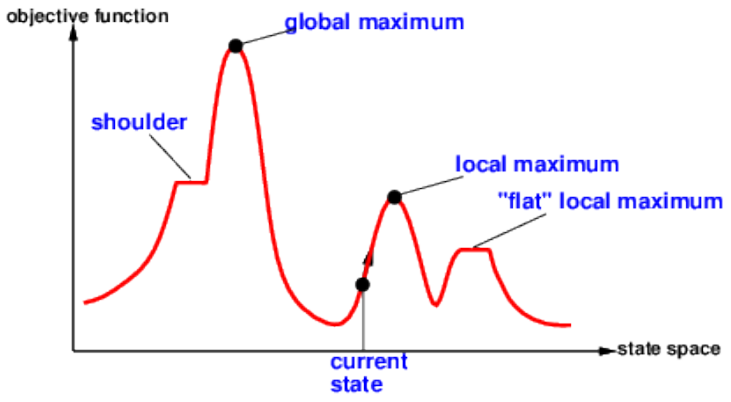 objective function
global maximum
shoulder
local maximum
"flat" local maximum
state space
current
state